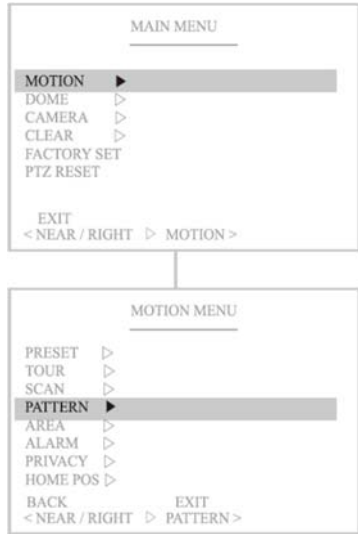 MAIN MENU
MOTION ▶
DOME ▷
CAMERA ▷
CLEAR ▷
FACTORY SET
PTZ RESET
EXIT
< NEAR / RIGHT ▷ MOTION >
MOTION MENU
PRESET ▷
TOUR ▷
SCAN ▷
PATTERN ▶
AREA ▷
ALARM ▷
PRIVACY ▷
HOME POS ▷
BACK EXIT
< NEAR / RIGHT ▷ PATTERN >